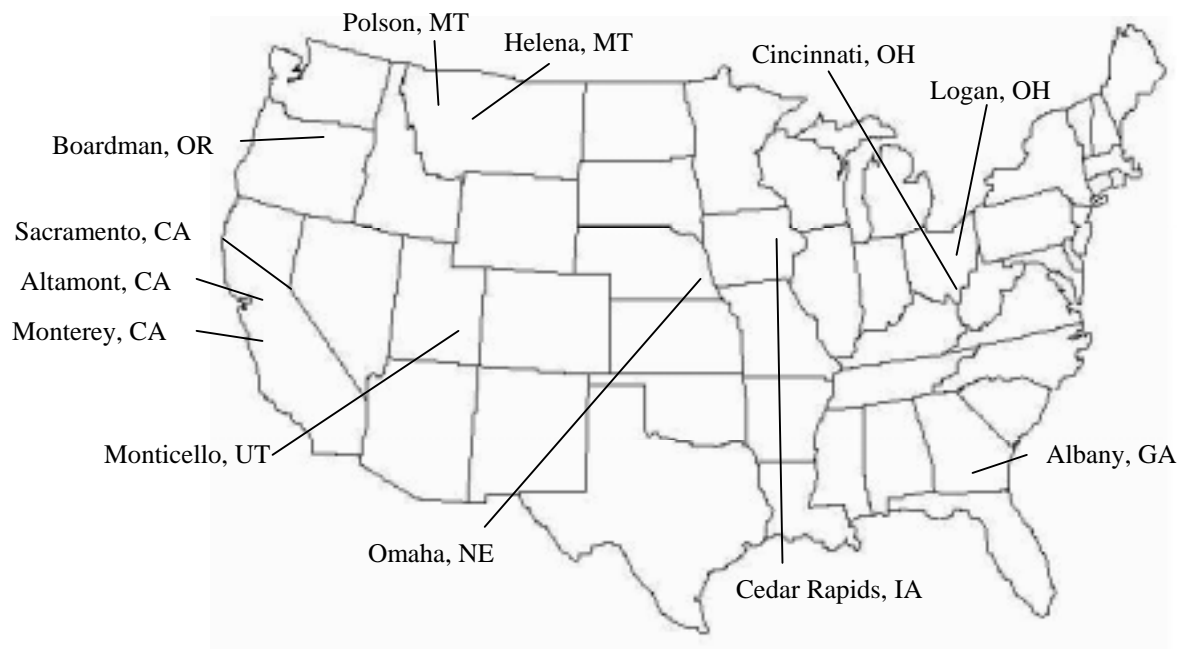 Polson, MT
Helena, MT
Cincinnati, OH
Logan, OH
Boardman, OR
Sacramento, CA
Altamont, CA
Monterey, CA
Monticello, UT
Albany, GA
Omaha, NE
Cedar Rapids, IA